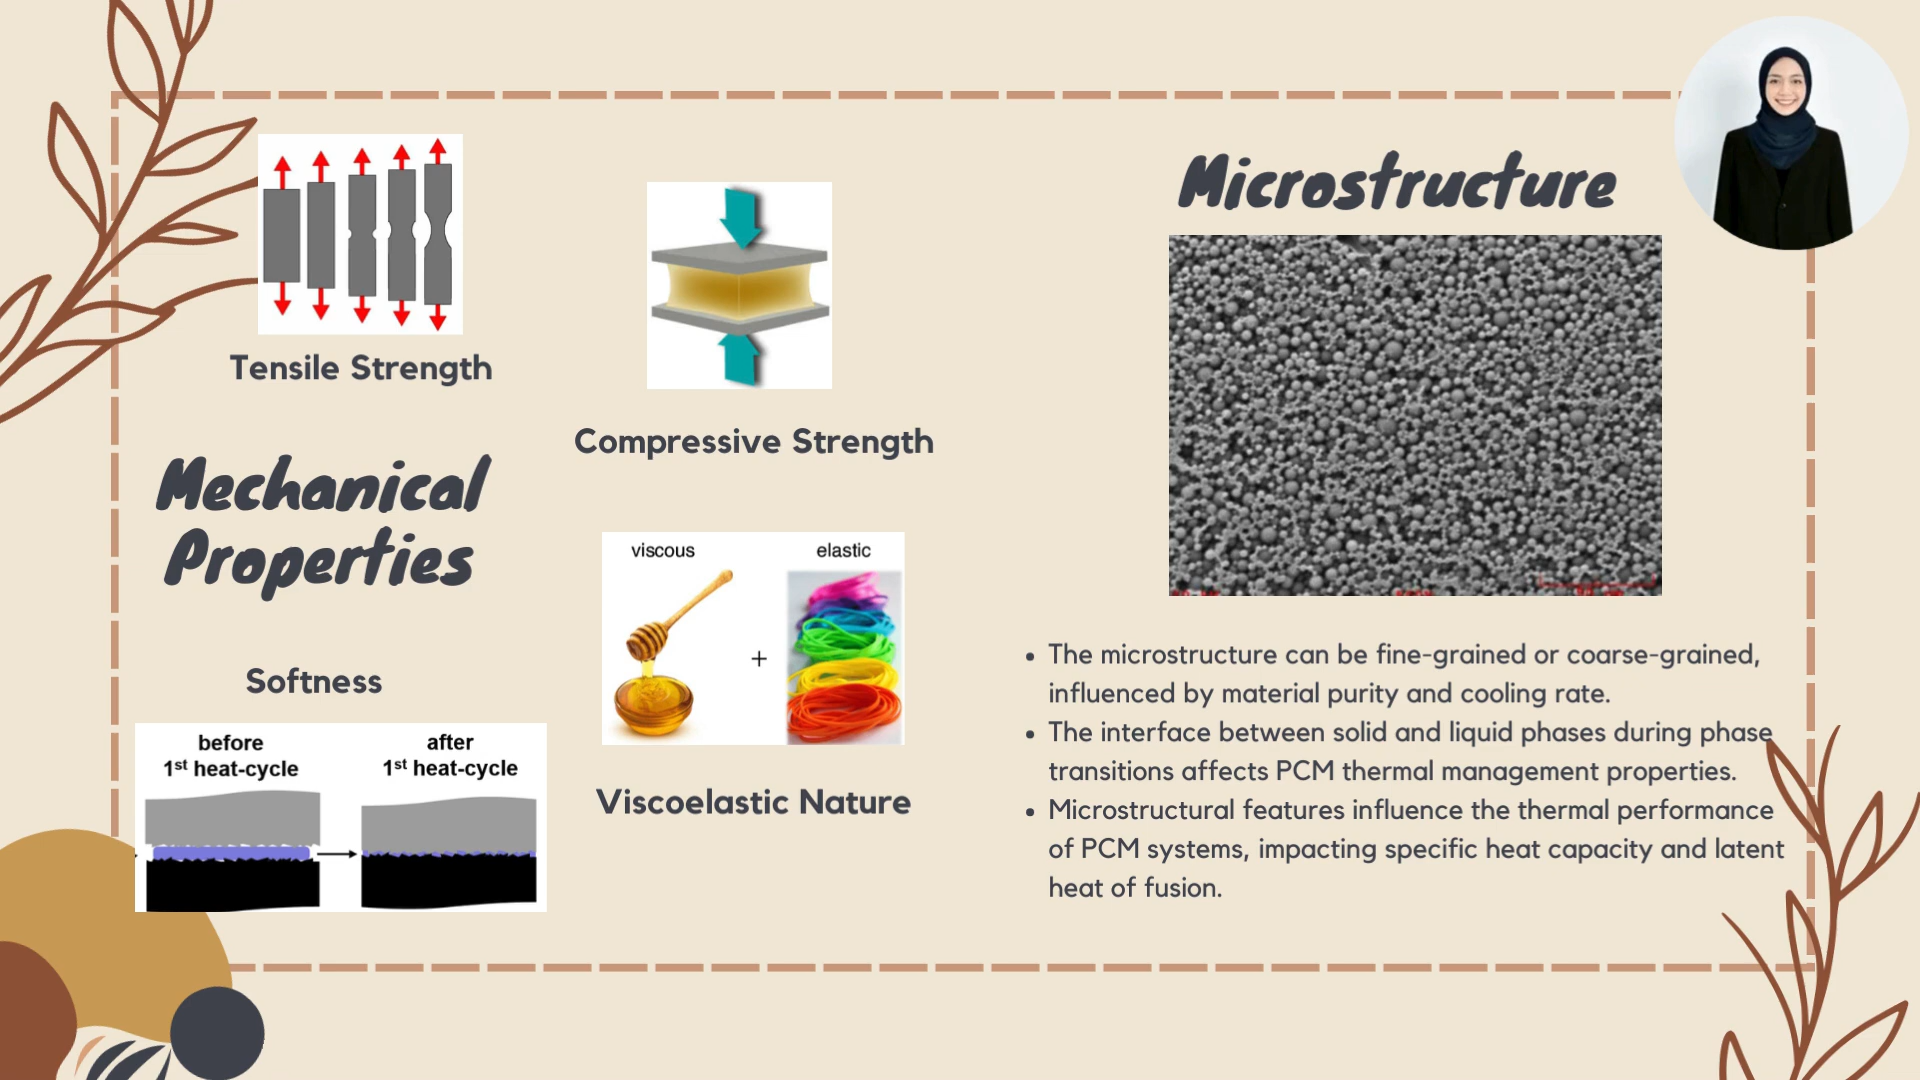 Tensile Strength
Compressive Strength
Mechanical
Properties
viscous
elastic
+
Viscoelastic Nature
Softness
before
1st heat-cycle
after
1st heat-cycle
Microstructure
• The microstructure can be fine-grained or coarse-grained,
influenced by material purity and cooling rate.
• The interface between solid and liquid phases during phase
transitions affects PCM thermal management properties.
• Microstructural features influence the thermal performance
of PCM systems, impacting specific heat capacity and latent
heat of fusion.